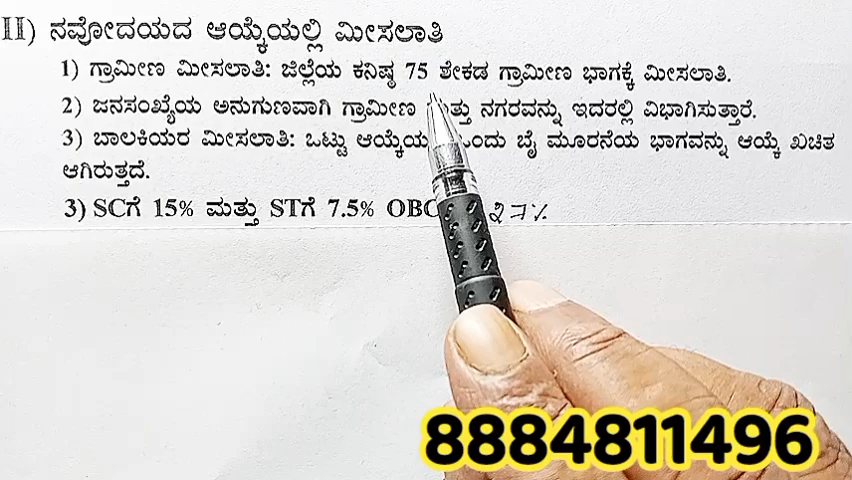 II) ನವೋದಯದ ಆಯ್ಕೆಯಲ್ಲಿ ಮೀಸಲಾತಿ
1) ಗ್ರಾಮೀಣ ಮೀಸಲಾತಿ: ಜಿಲ್ಲೆಯ ಕನಿಷ್ಠ 75 ಶೇಕಡ ಗ್ರಾಮೀಣ ಭಾಗಕ್ಕೆ ಮೀಸಲಾತಿ.
2) ಜನಸಂಖ್ಯೆಯ ಅನುಗುಣವಾಗಿ ಗ್ರಾಮೀಣ ನಗರವನ್ನು ಇದರಲ್ಲಿ ವಿಭಾಗಿಸುತ್ತಾರೆ.
3) ಬಾಲಕಿಯರ ಮೀಸಲಾತಿ: ಒಟ್ಟು ಬೈ ಮೂರನೆಯ ಭಾಗವನ್ನು ಆಯ್ಕೆ ಖಚಿತ
ಆಗಿರುತ್ತದೆ.
3) SCಗೆ 15% ಮತ್ತು STಗೆ 7.5% OBC 27%
8884811496